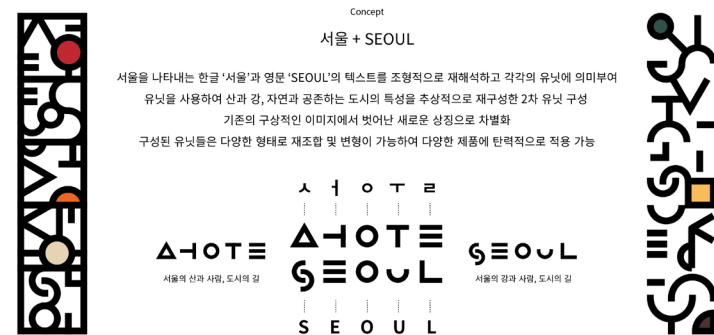 Concept
서울 + SEOUL
서울을 나타내는 한글 ‘서울’과 영문 ‘SEOUL’의 텍스트를 조형적으로 재해석하고 각각의 유닛에 의미부여
유닛을 사용하여 산과 강, 자연과 공존하는 도시의 특성을 추상적으로 재구성한 2차 유닛 구성
기존의 구상적인 이미지에서 벗어난 새로운 상징으로 차별화
구성된 유닛들은 다양한 형태로 재조합 및 변형이 가능하여 다양한 제품에 탄력적으로 적용 가능
ㅅ ㅓ ㅇ ㅜ ㄹ
SEOUL
서울의 산과 사람, 도시의 길
서울의 강과 사람, 도시의 길
SEOUL
S E O U L